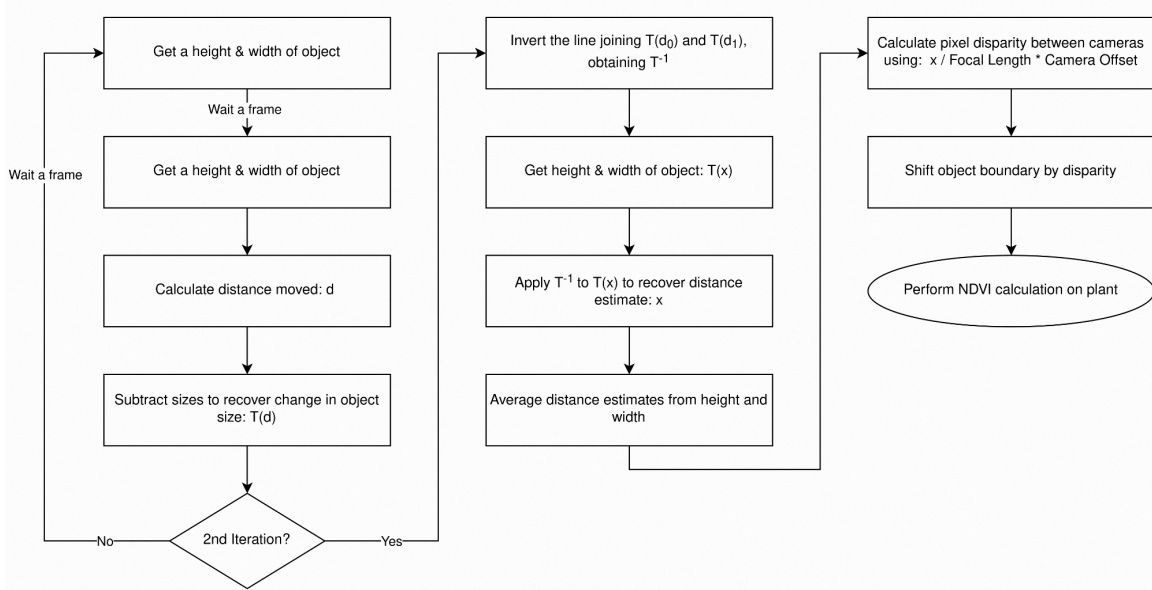 Get a height & width of object
Wait a frame
Get a height & width of object
Wait a frame
Calculate distance moved: d
Subtract sizes to recover change in object
size: T(d)
2nd Iteration?
No
Yes
Invert the line joining T(d₀) and T(d₁),
obtaining T⁻¹
Get height & width of object: T(x)
Apply T⁻¹ to T(x) to recover distance
estimate: x
Average distance estimates from height and
width
Calculate pixel disparity between cameras
using: x / Focal Length * Camera Offset
Shift object boundary by disparity
Perform NDVI calculation on plant